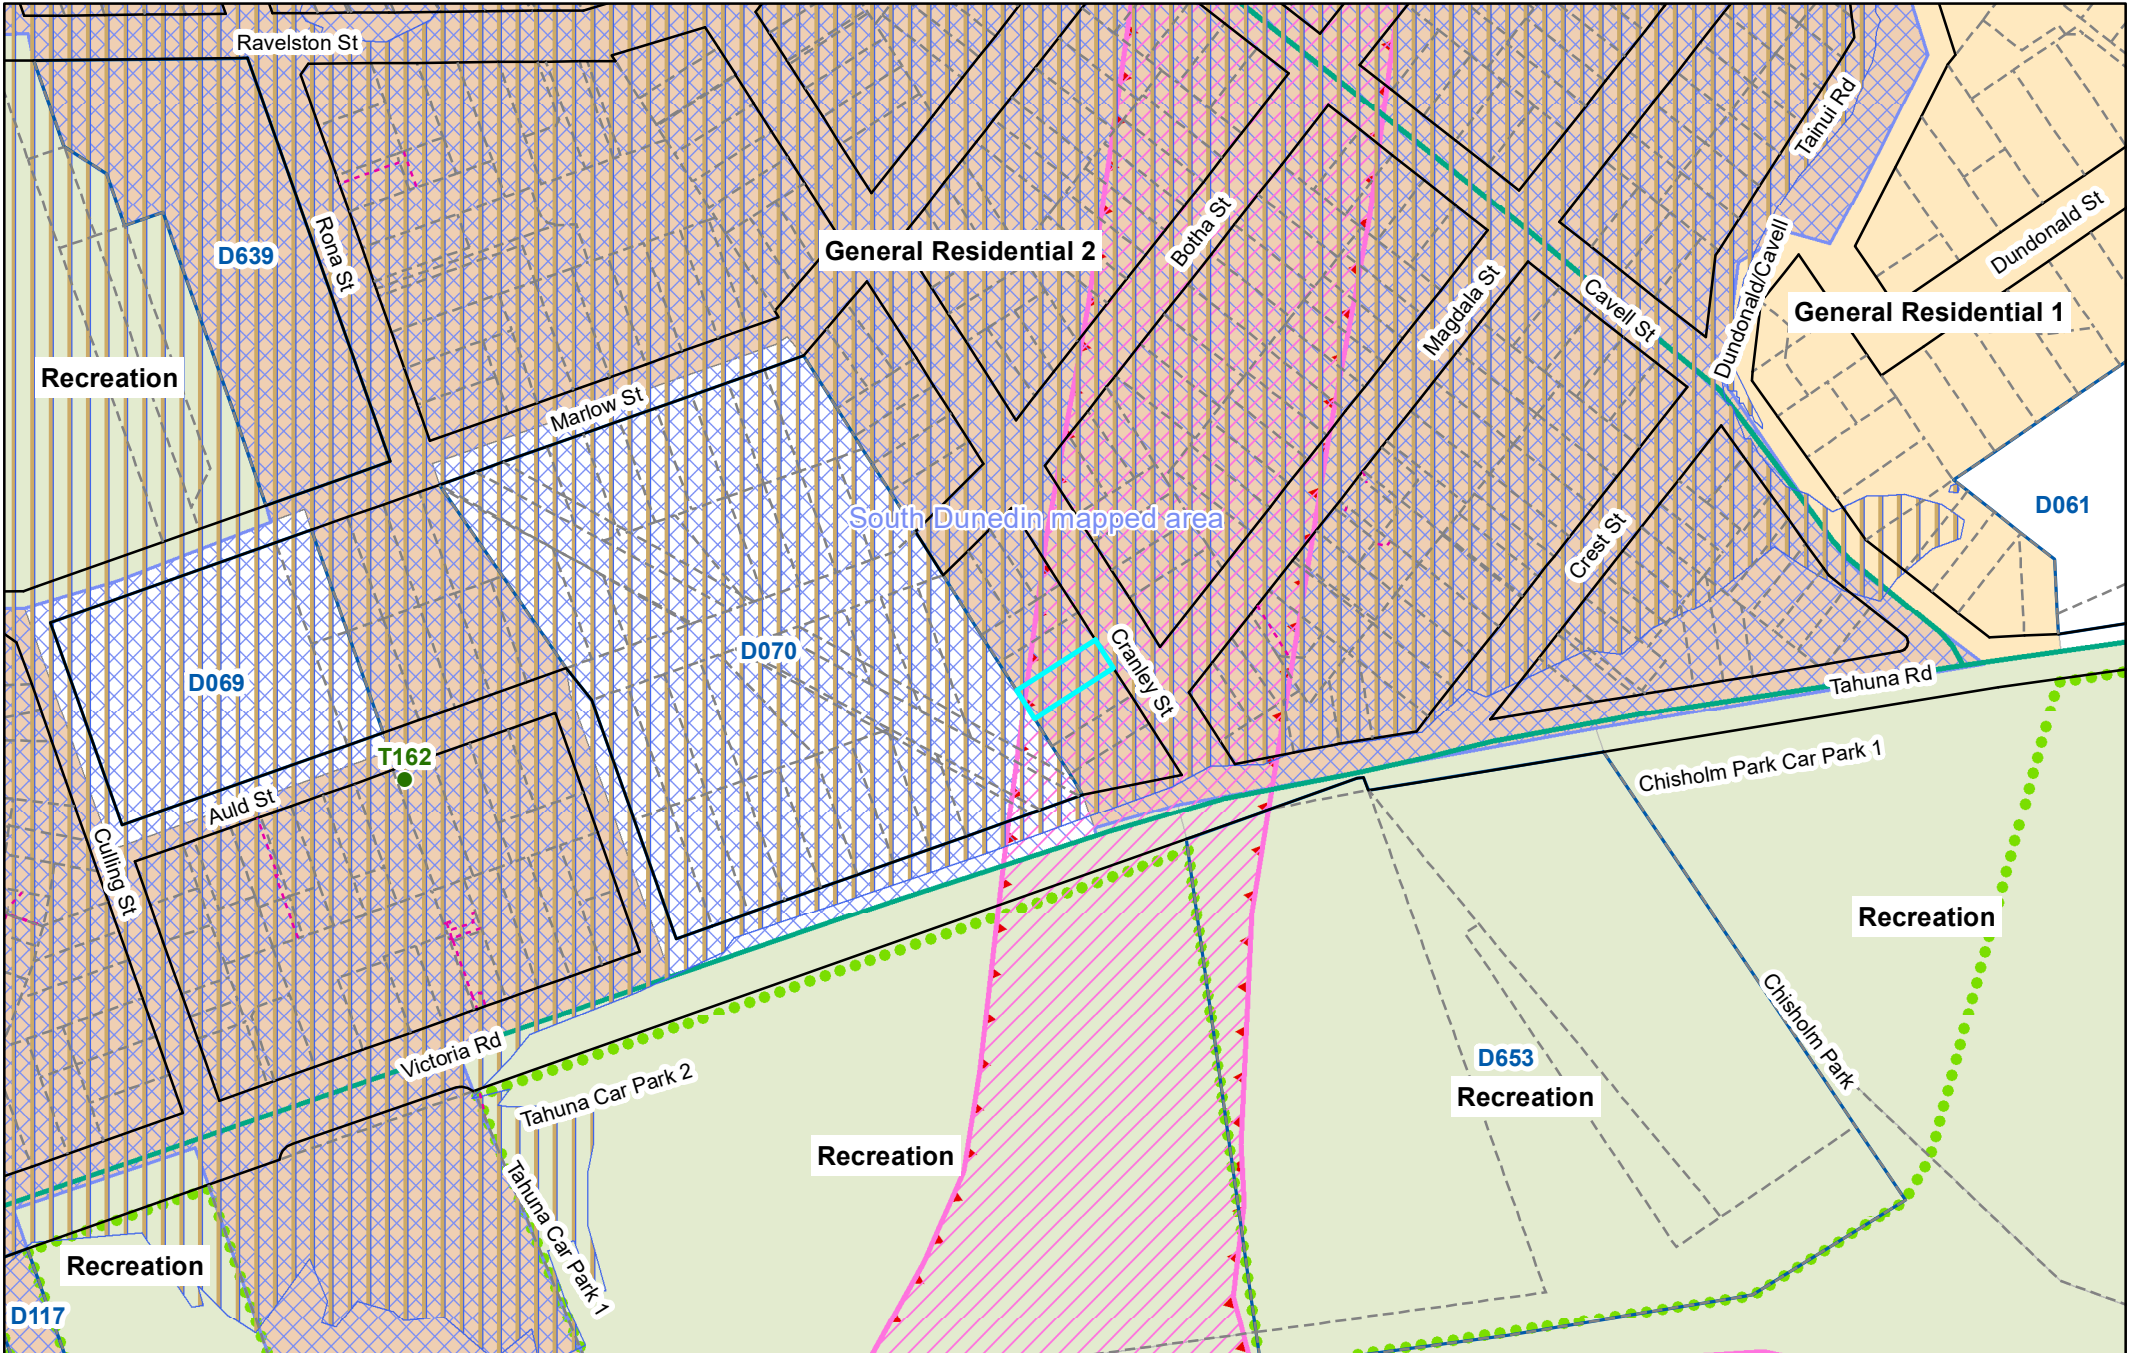 Ravelston St
Tainui Rd
Rona St
D639
General Residential 2
Botha St
Dundonald St
Dundonald/Cavell
General Residential 1
Cavell St
Magdala St
Recreation
Marlow St
South Dunedin mapped area
D061
Crest St
D070
D069
Cranley St
Tahuna Rd
T162
Auld St
Chisholm Park Car Park 1
Culling St
Recreation
Chisholm Park
Victoria Rd
D653
Recreation
Tahuna Car Park 2
Recreation
Tahuna Car Park 1
Recreation
D117